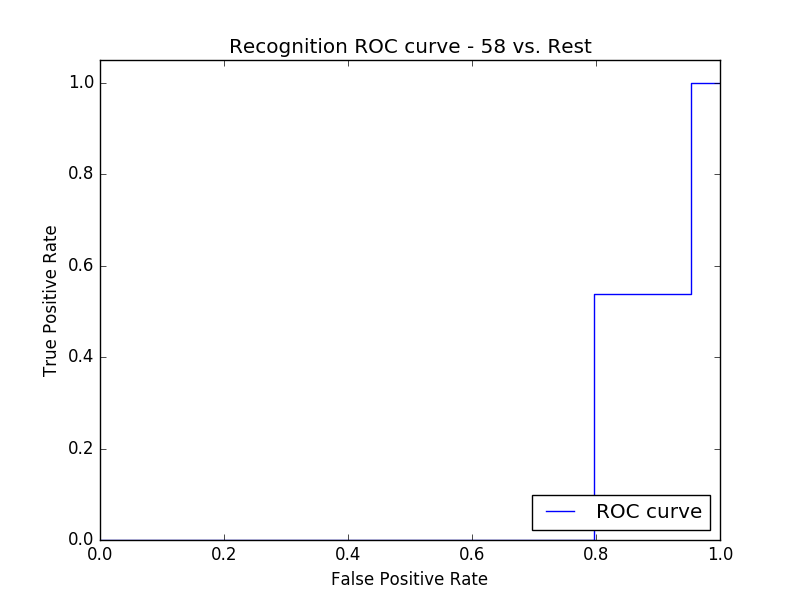 Recognition ROC curve - 58 vs. Rest
1.0
0.8
0.6
0.4
0.2
0.0
True Positive Rate
ROC curve
0.0 0.2 0.4 0.6 0.8 1.0
False Positive Rate